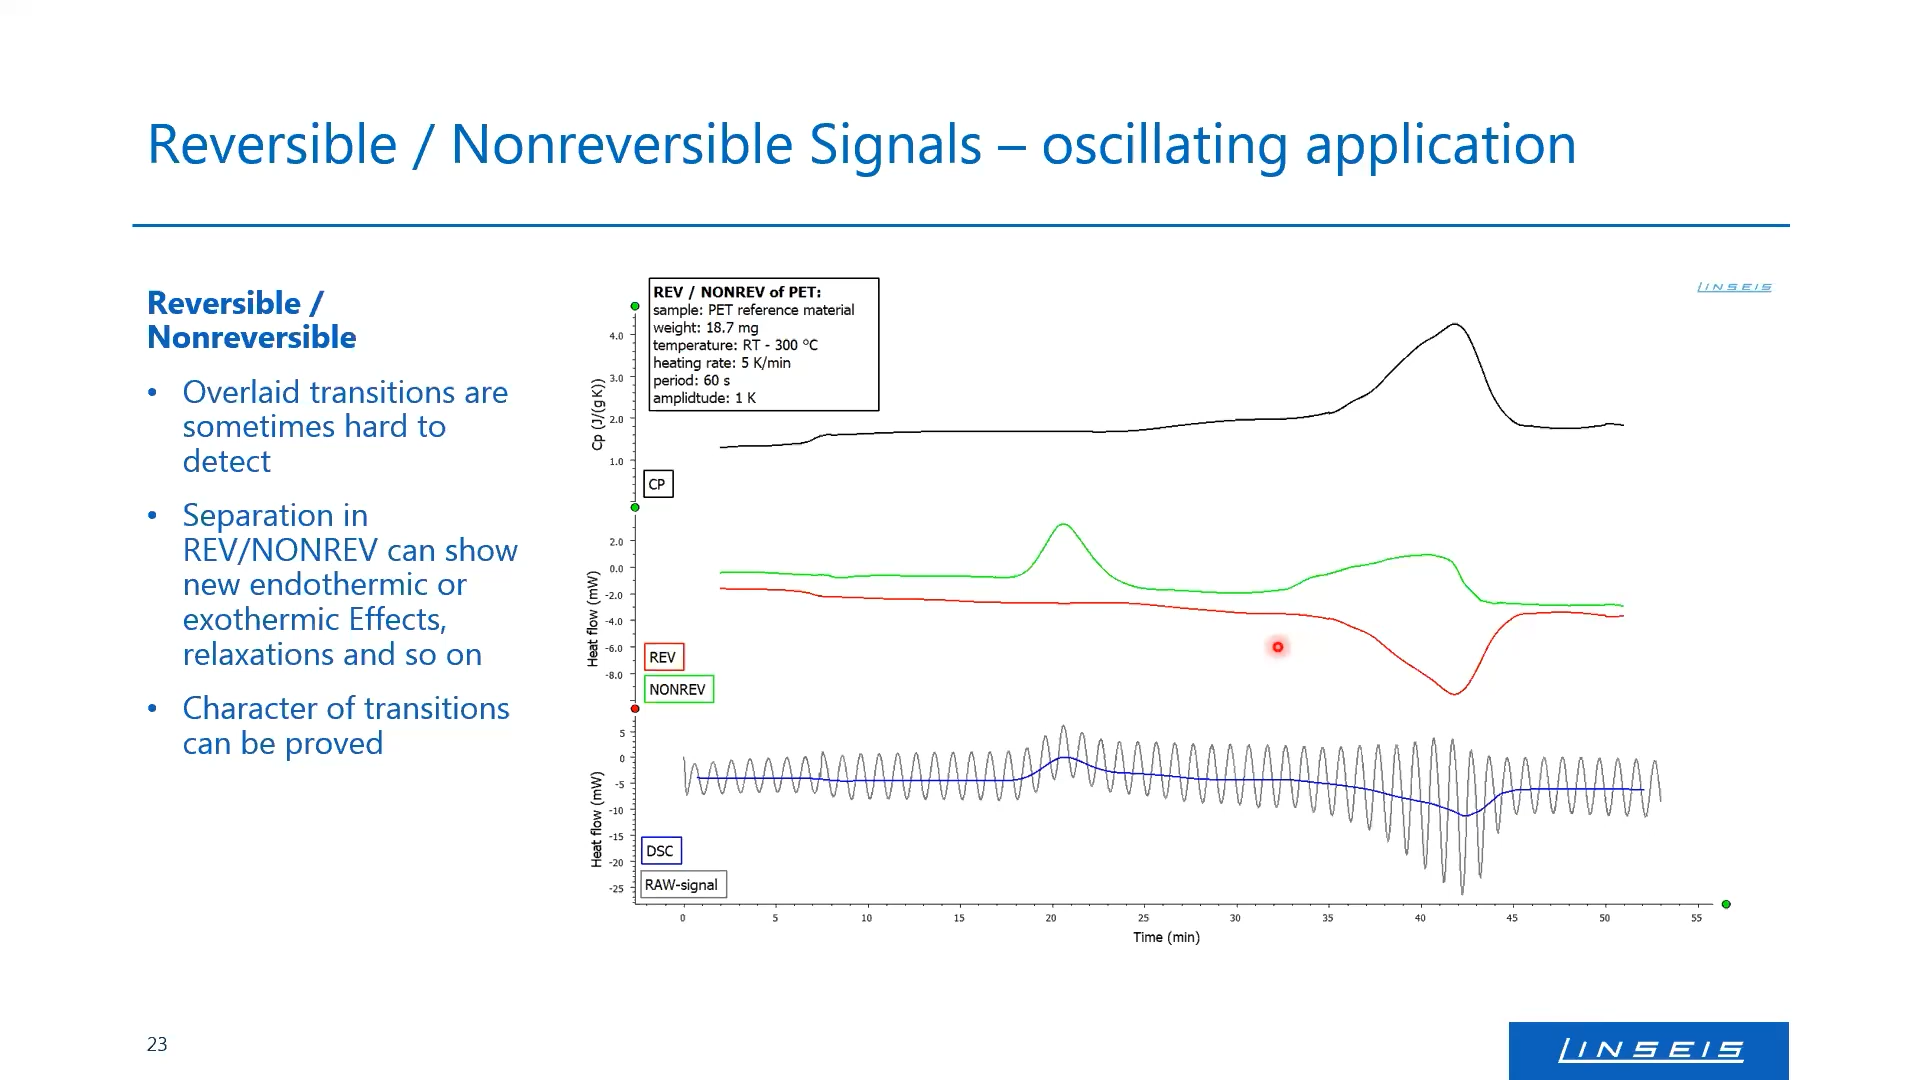 Reversible / Nonreversible Signals – oscillating application
Reversible /
Nonreversible
• Overlaid transitions are
sometimes hard to
detect
• Separation in
REV/NONREV can show
new endothermic or
exothermic Effects,
relaxations and so on
• Character of transitions
can be proved
LINSEIS
REV / NONREV of PET:
sample: PET reference material
weight: 18.7 mg
temperature: RT - 300 °C
heating rate: 5 K/min
period: 60 s
amplidtude: 1 K
Cp (J/(g K))
4.0
3.0
2.0
1.0
CP
Heat flow (mW)
2.0
0.0
-2.0
-4.0
-6.0
-8.0
REV
NONREV
Heat flow (mW)
5
0
-5
-10
-15
-20
-25
DSC
RAW-signal
0 5 10 15 20 25 30 35 40 45 50 55
Time (min)
23
LINSEIS